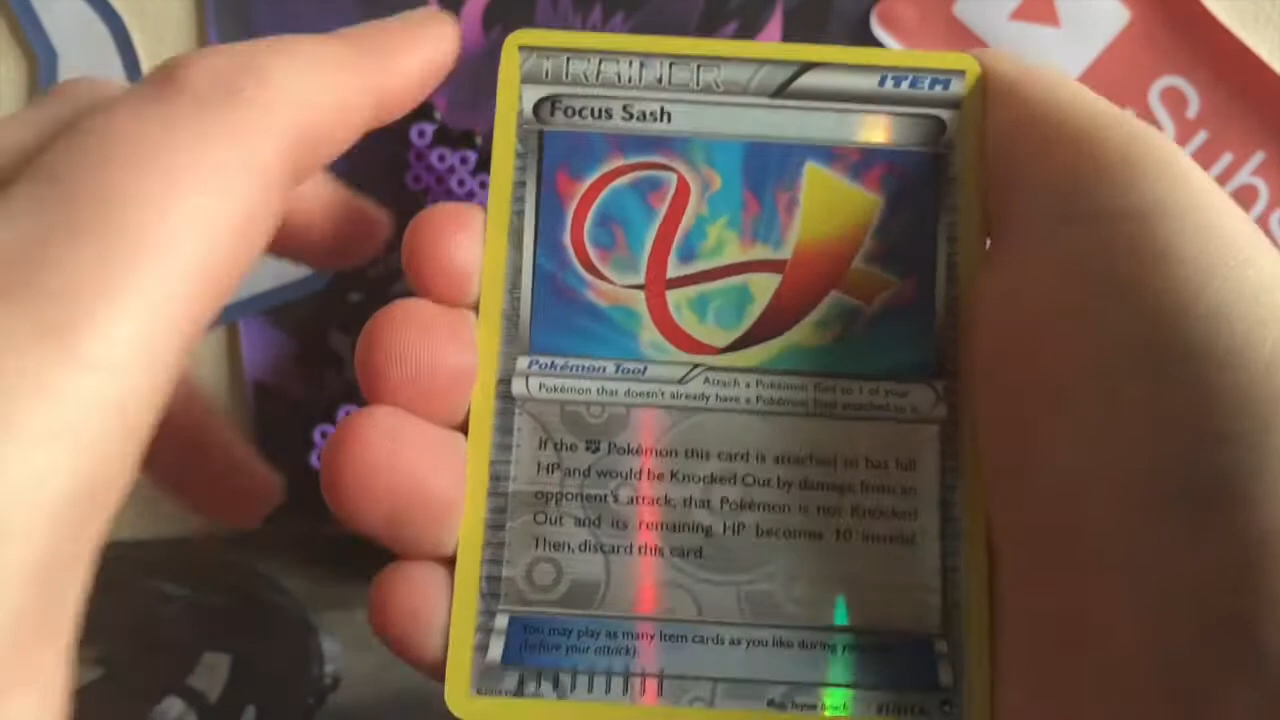 TRAINER
ITEM
Focus Sash
Subs
Pokémon Tool
Attach a Pokémon Tool to 1 of your
Pokémon that doesn't already have a Pokémon Tool attached to it.
If the Pokémon this card is attached to has full
HP and would be Knocked Out by damage from an
opponent's attack, that Pokémon is not Knocked
Out and its remaining HP becomes 10 instead.
Then, discard this card.
You may play as many Item cards as you like during
(before your attack).